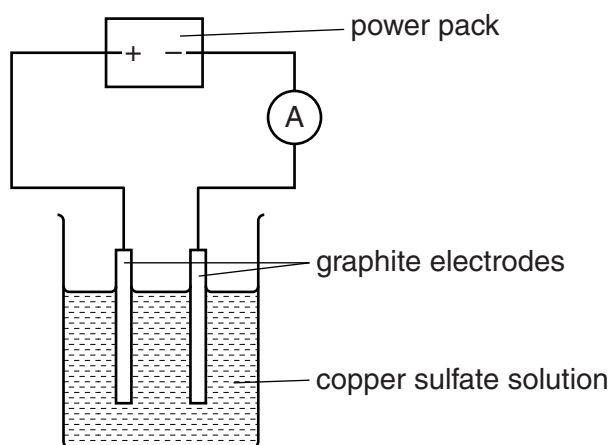 power pack
+ −
A
graphite electrodes
copper sulfate solution